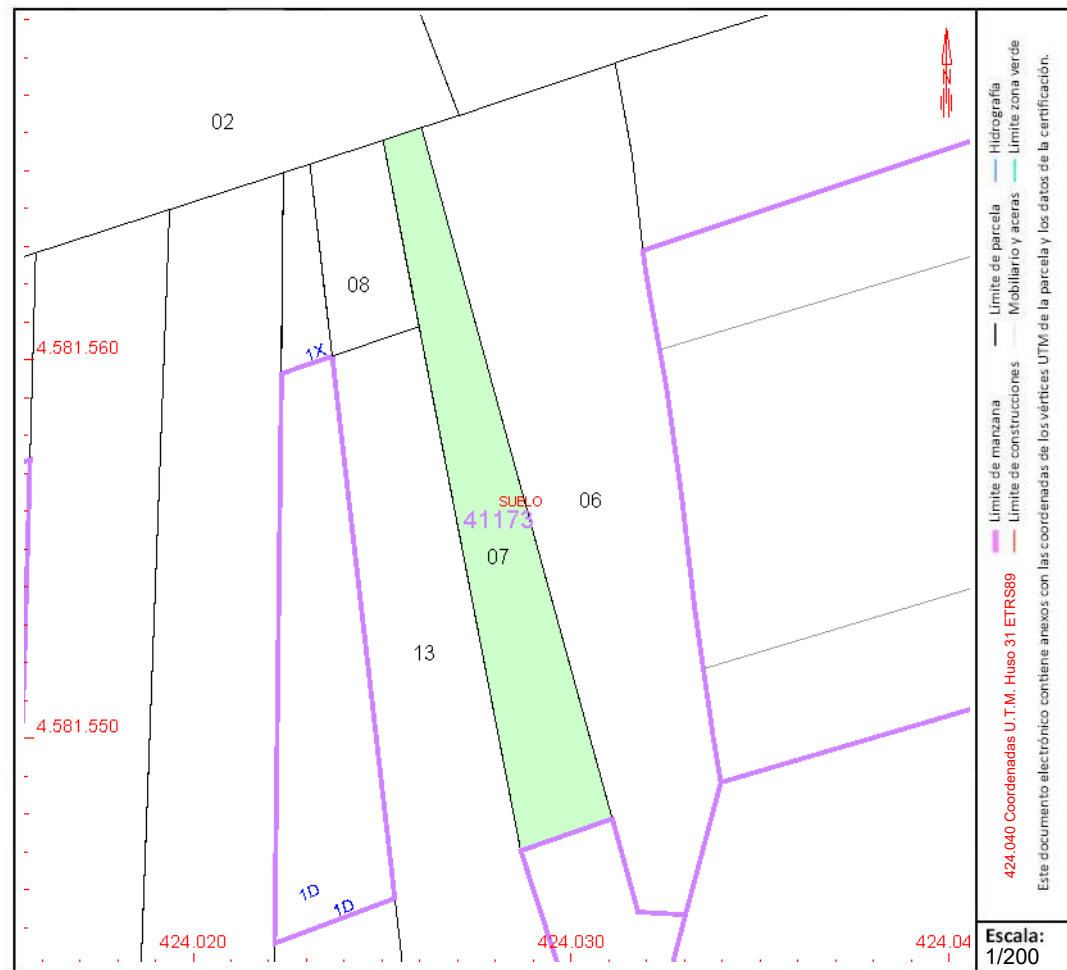 02
N
08
4.581.560
1X
SUELO
06
41173
07
13
4.581.550
1D
1D
424.020
424.030
424.04
Límite de manzana
Límite de parcela
Hidrografía
Límite de construcciones
Mobiliario y aceras
Límite zona verde
424.040 Coordenadas U.T.M. Huso 31 ETRS89
Este documento electrónico contiene anexos con las coordenadas de los vértices UTM de la parcela y los datos de la certificación.
Escala:
1/200